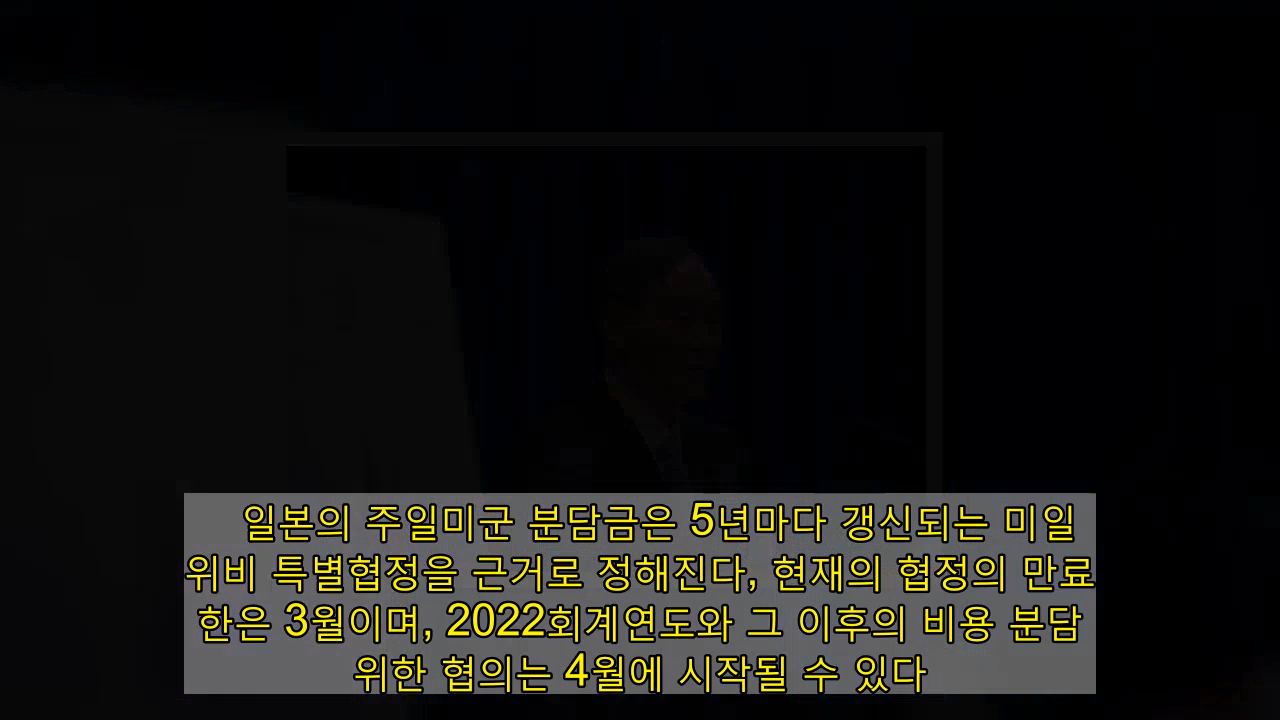 일본의 주일미군 분담금은 5년마다 갱신되는 미일
위비 특별협정을 근거로 정해진다, 현재의 협정의 만료
한은 3월이며, 2022회계연도와 그 이후의 비용 분담
위한 협의는 4월에 시작될 수 있다